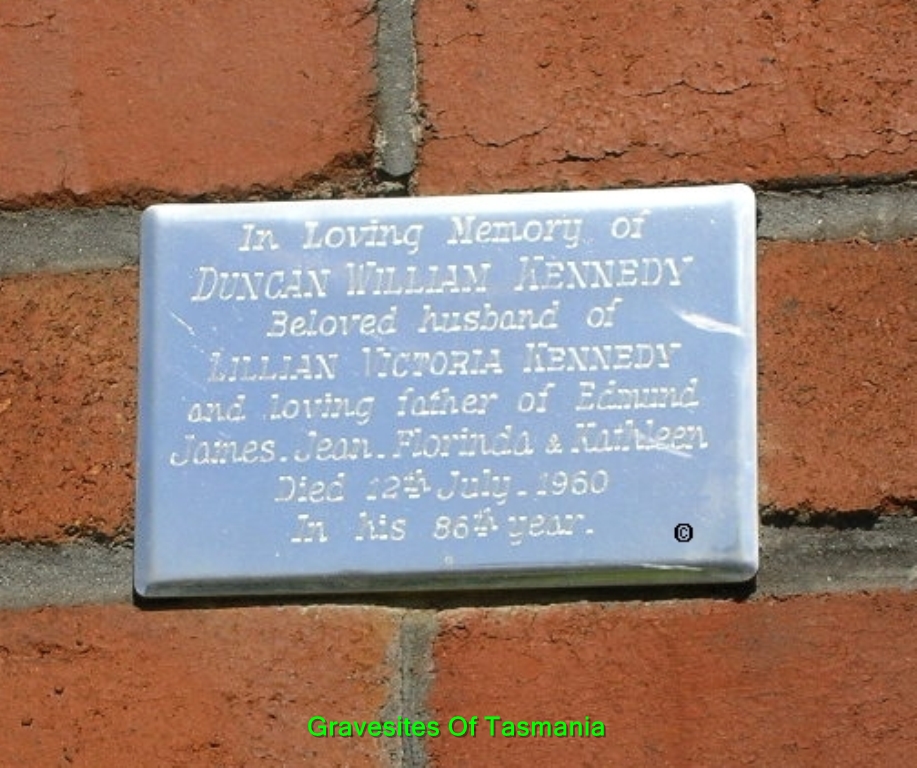 In Loving Memory of
DUNCAN WILLIAM KENNEDY
Beloved husband of
LILLIAN VICTORIA KENNEDY
and loving father of Edmund
James. Jean. Florinda & Kathleen
Died 12th July. 1960
In his 86th year.
©
Gravesites Of Tasmania